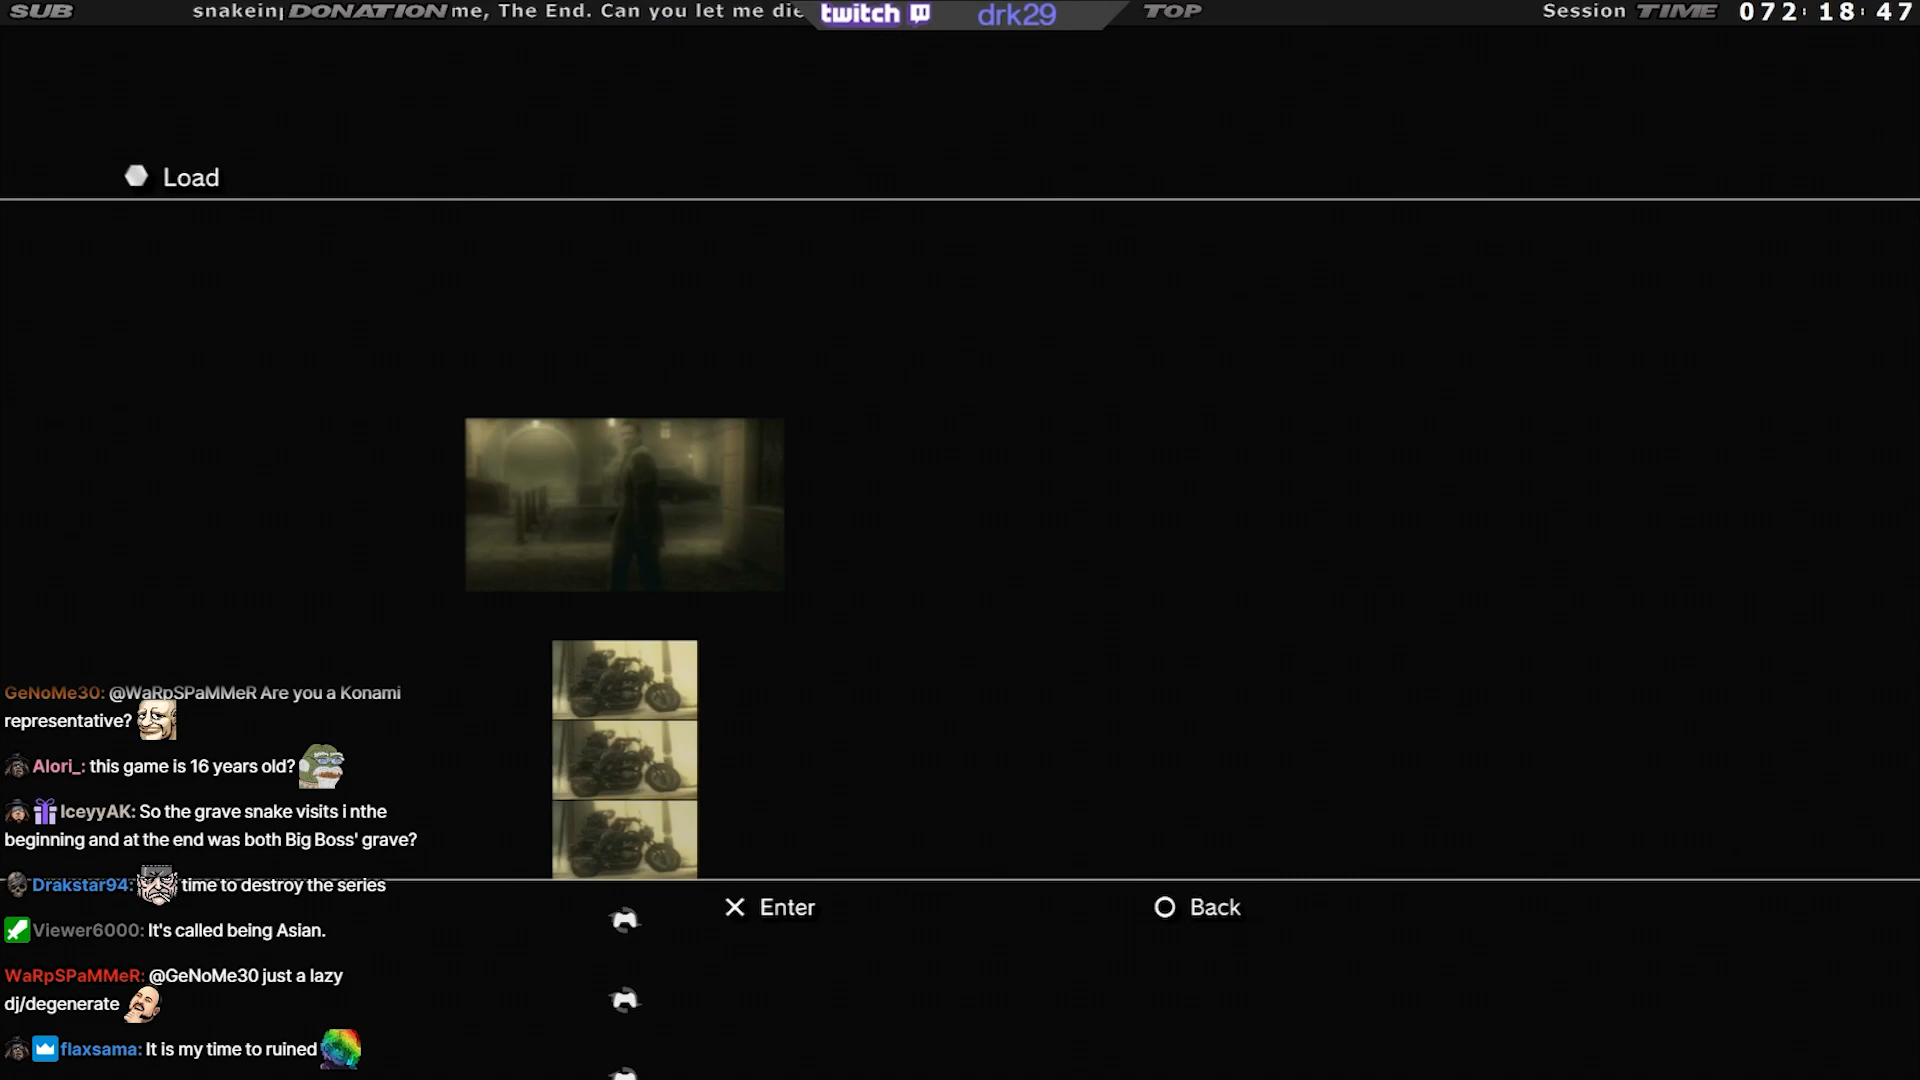 SUB snakein DONATION me, The End. Can you let me die twitch drk29 TOP Session TIME 072:18:47
Load
GeNoMe30: @WaRpSPaMMeR Are you a Konami
representative?
Alori_: this game is 16 years old?
IceyyAK: So the grave snake visits i nthe
beginning and at the end was both Big Boss' grave?
Drakstar94: time to destroy the series
Viewer6000: It's called being Asian.
WaRpSPaMMeR: @GeNoMe30 just a lazy
dj/degenerate
flaxsama: It is my time to ruined
Enter
Back